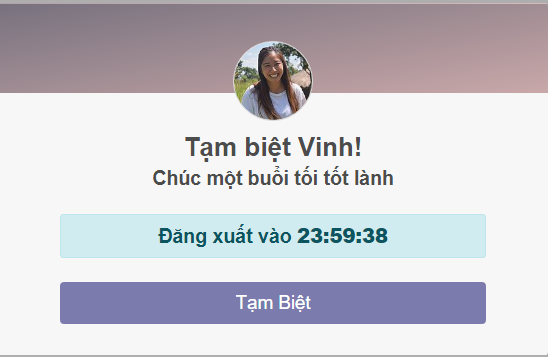 Tạm biệt Vinh!
Chúc một buổi tối tốt lành
Đăng xuất vào 23:59:38
Tạm Biệt